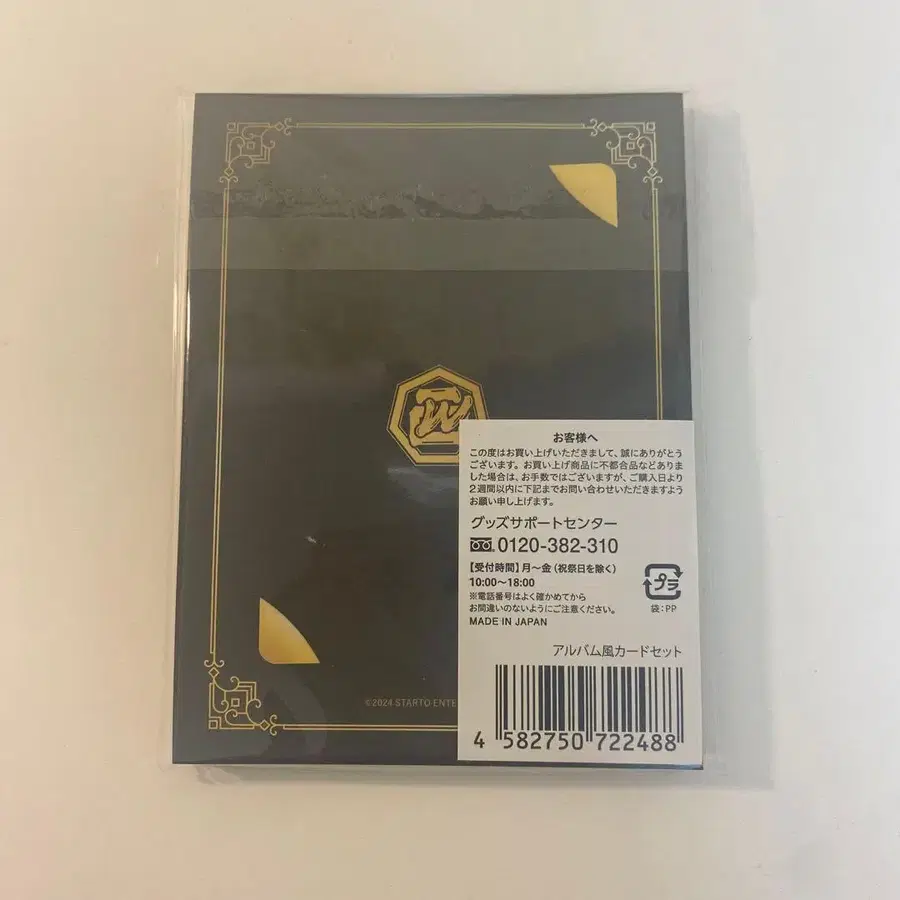 W
お客様へ
この度はお買い上げいただきまして、誠にありがとう
ございます。お買い上げ商品に不都合品などありま
した場合は、お手数ではございますが、ご購入日より
2週間以内に下記までお問い合わせいただきますよう
お願い申し上げます。
グッズサポートセンター
0120-382-310
【受付時間】月〜金(祝祭日を除く)
10:00〜18:00
※電話番号はよく確かめてから
お間違いのないようにご注意ください。
MADE IN JAPAN
プラ
袋:PP
アルバム風カードセット
©2024 STARTO ENTE
4 582750 722488